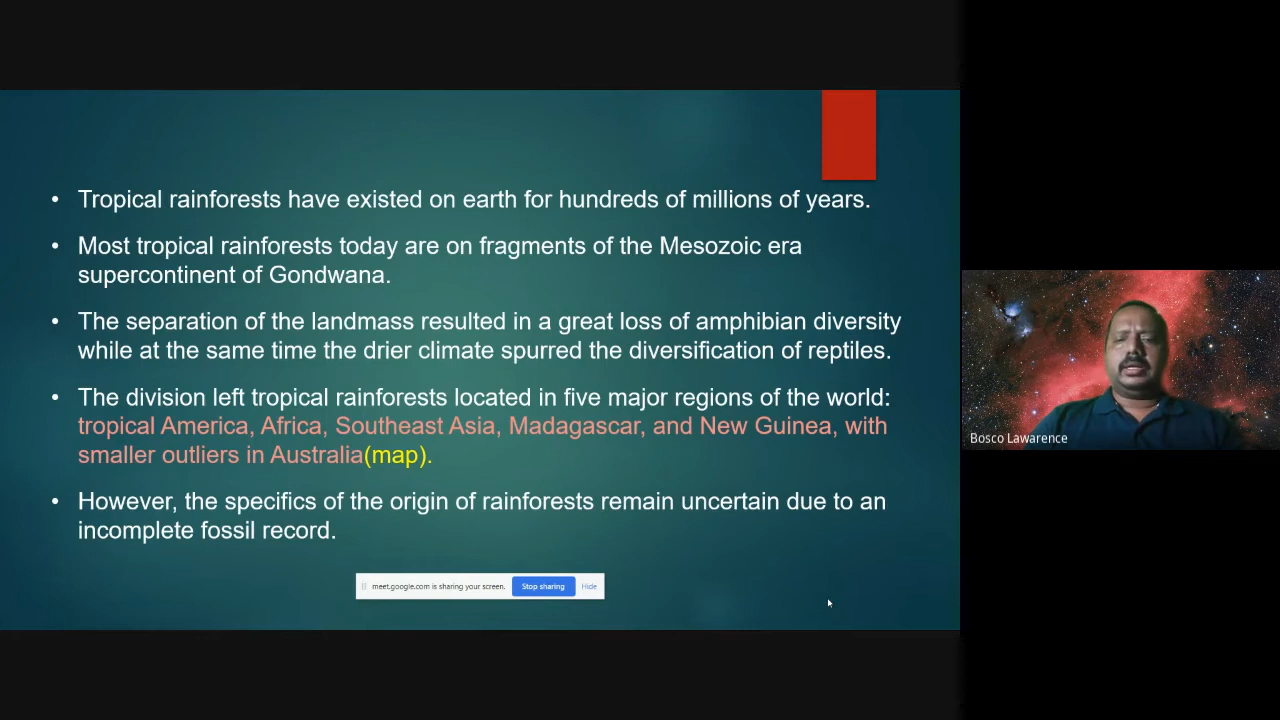 • Tropical rainforests have existed on earth for hundreds of millions of years.
• Most tropical rainforests today are on fragments of the Mesozoic era
supercontinent of Gondwana.
• The separation of the landmass resulted in a great loss of amphibian diversity
while at the same time the drier climate spurred the diversification of reptiles.
• The division left tropical rainforests located in five major regions of the world:
tropical America, Africa, Southeast Asia, Madagascar, and New Guinea, with
smaller outliers in Australia(map).
• However, the specifics of the origin of rainforests remain uncertain due to an
incomplete fossil record.
meet.google.com is sharing your screen. Stop sharing Hide
Bosco Lawarence